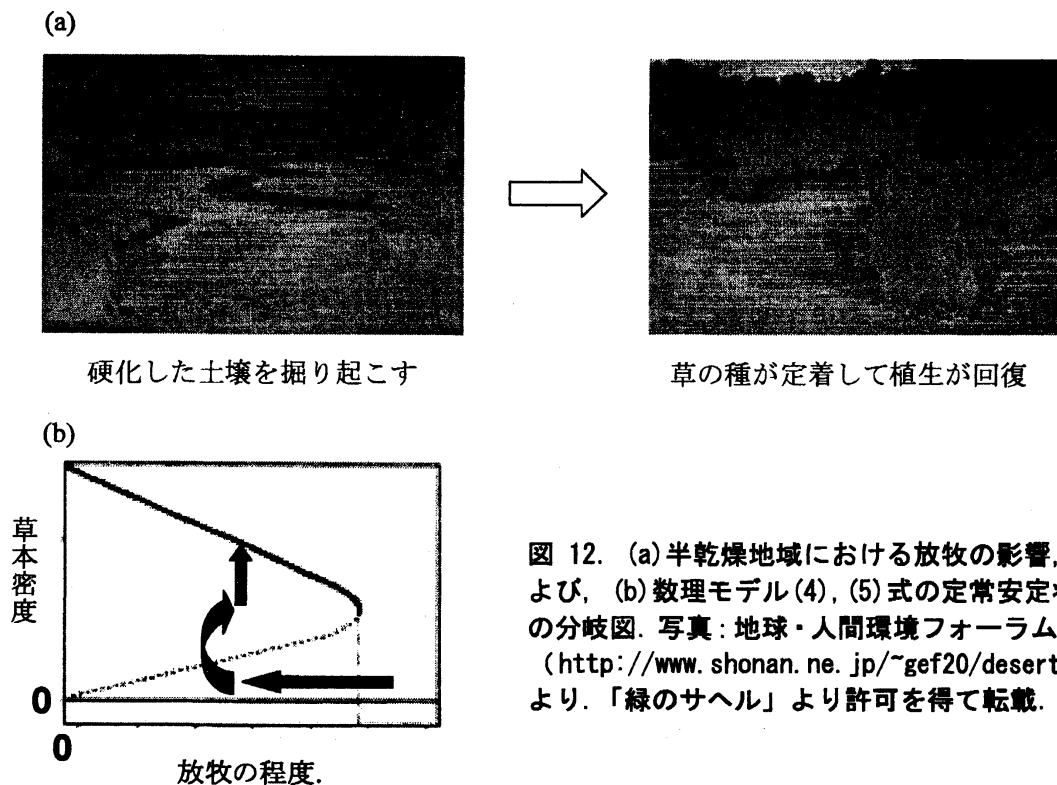 (a)
硬化した土壌を掘り起こす
草の種が定着して植生が回復
(b)
草本密度
0
0
放牧の程度.
図 12. (a)半乾燥地域における放牧の影響,
よび, (b)数理モデル(4),(5)式の定常安定
の分岐図. 写真:地球・人間環境フォーラム
(http://www.shonan.ne.jp/~gef20/desert
より.「緑のサヘル」より許可を得て転載.